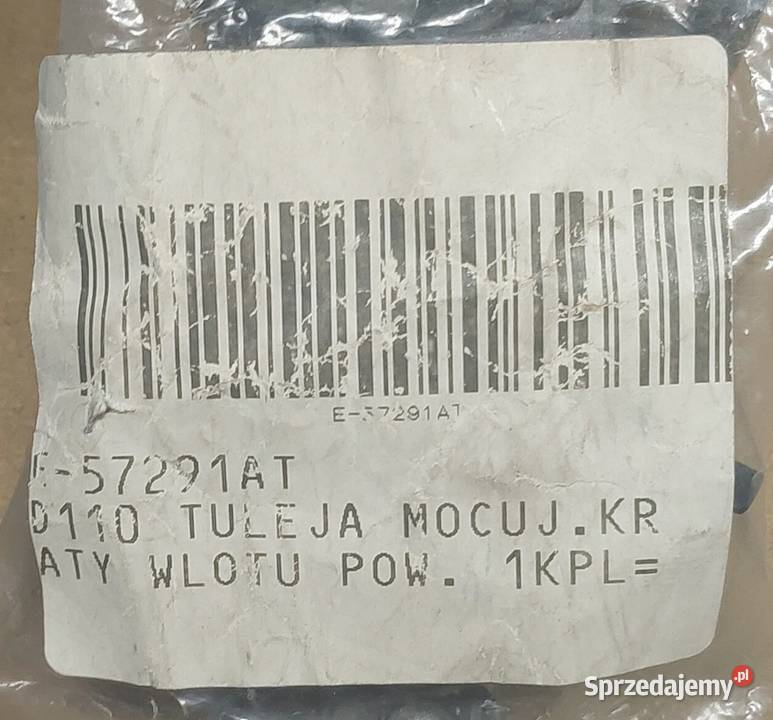 E-57291AT
E-57291AT
D110 TULEJA MOCUJ.KR
ATY WLOTU POW. 1KPL=
Sprzedajemy.pl